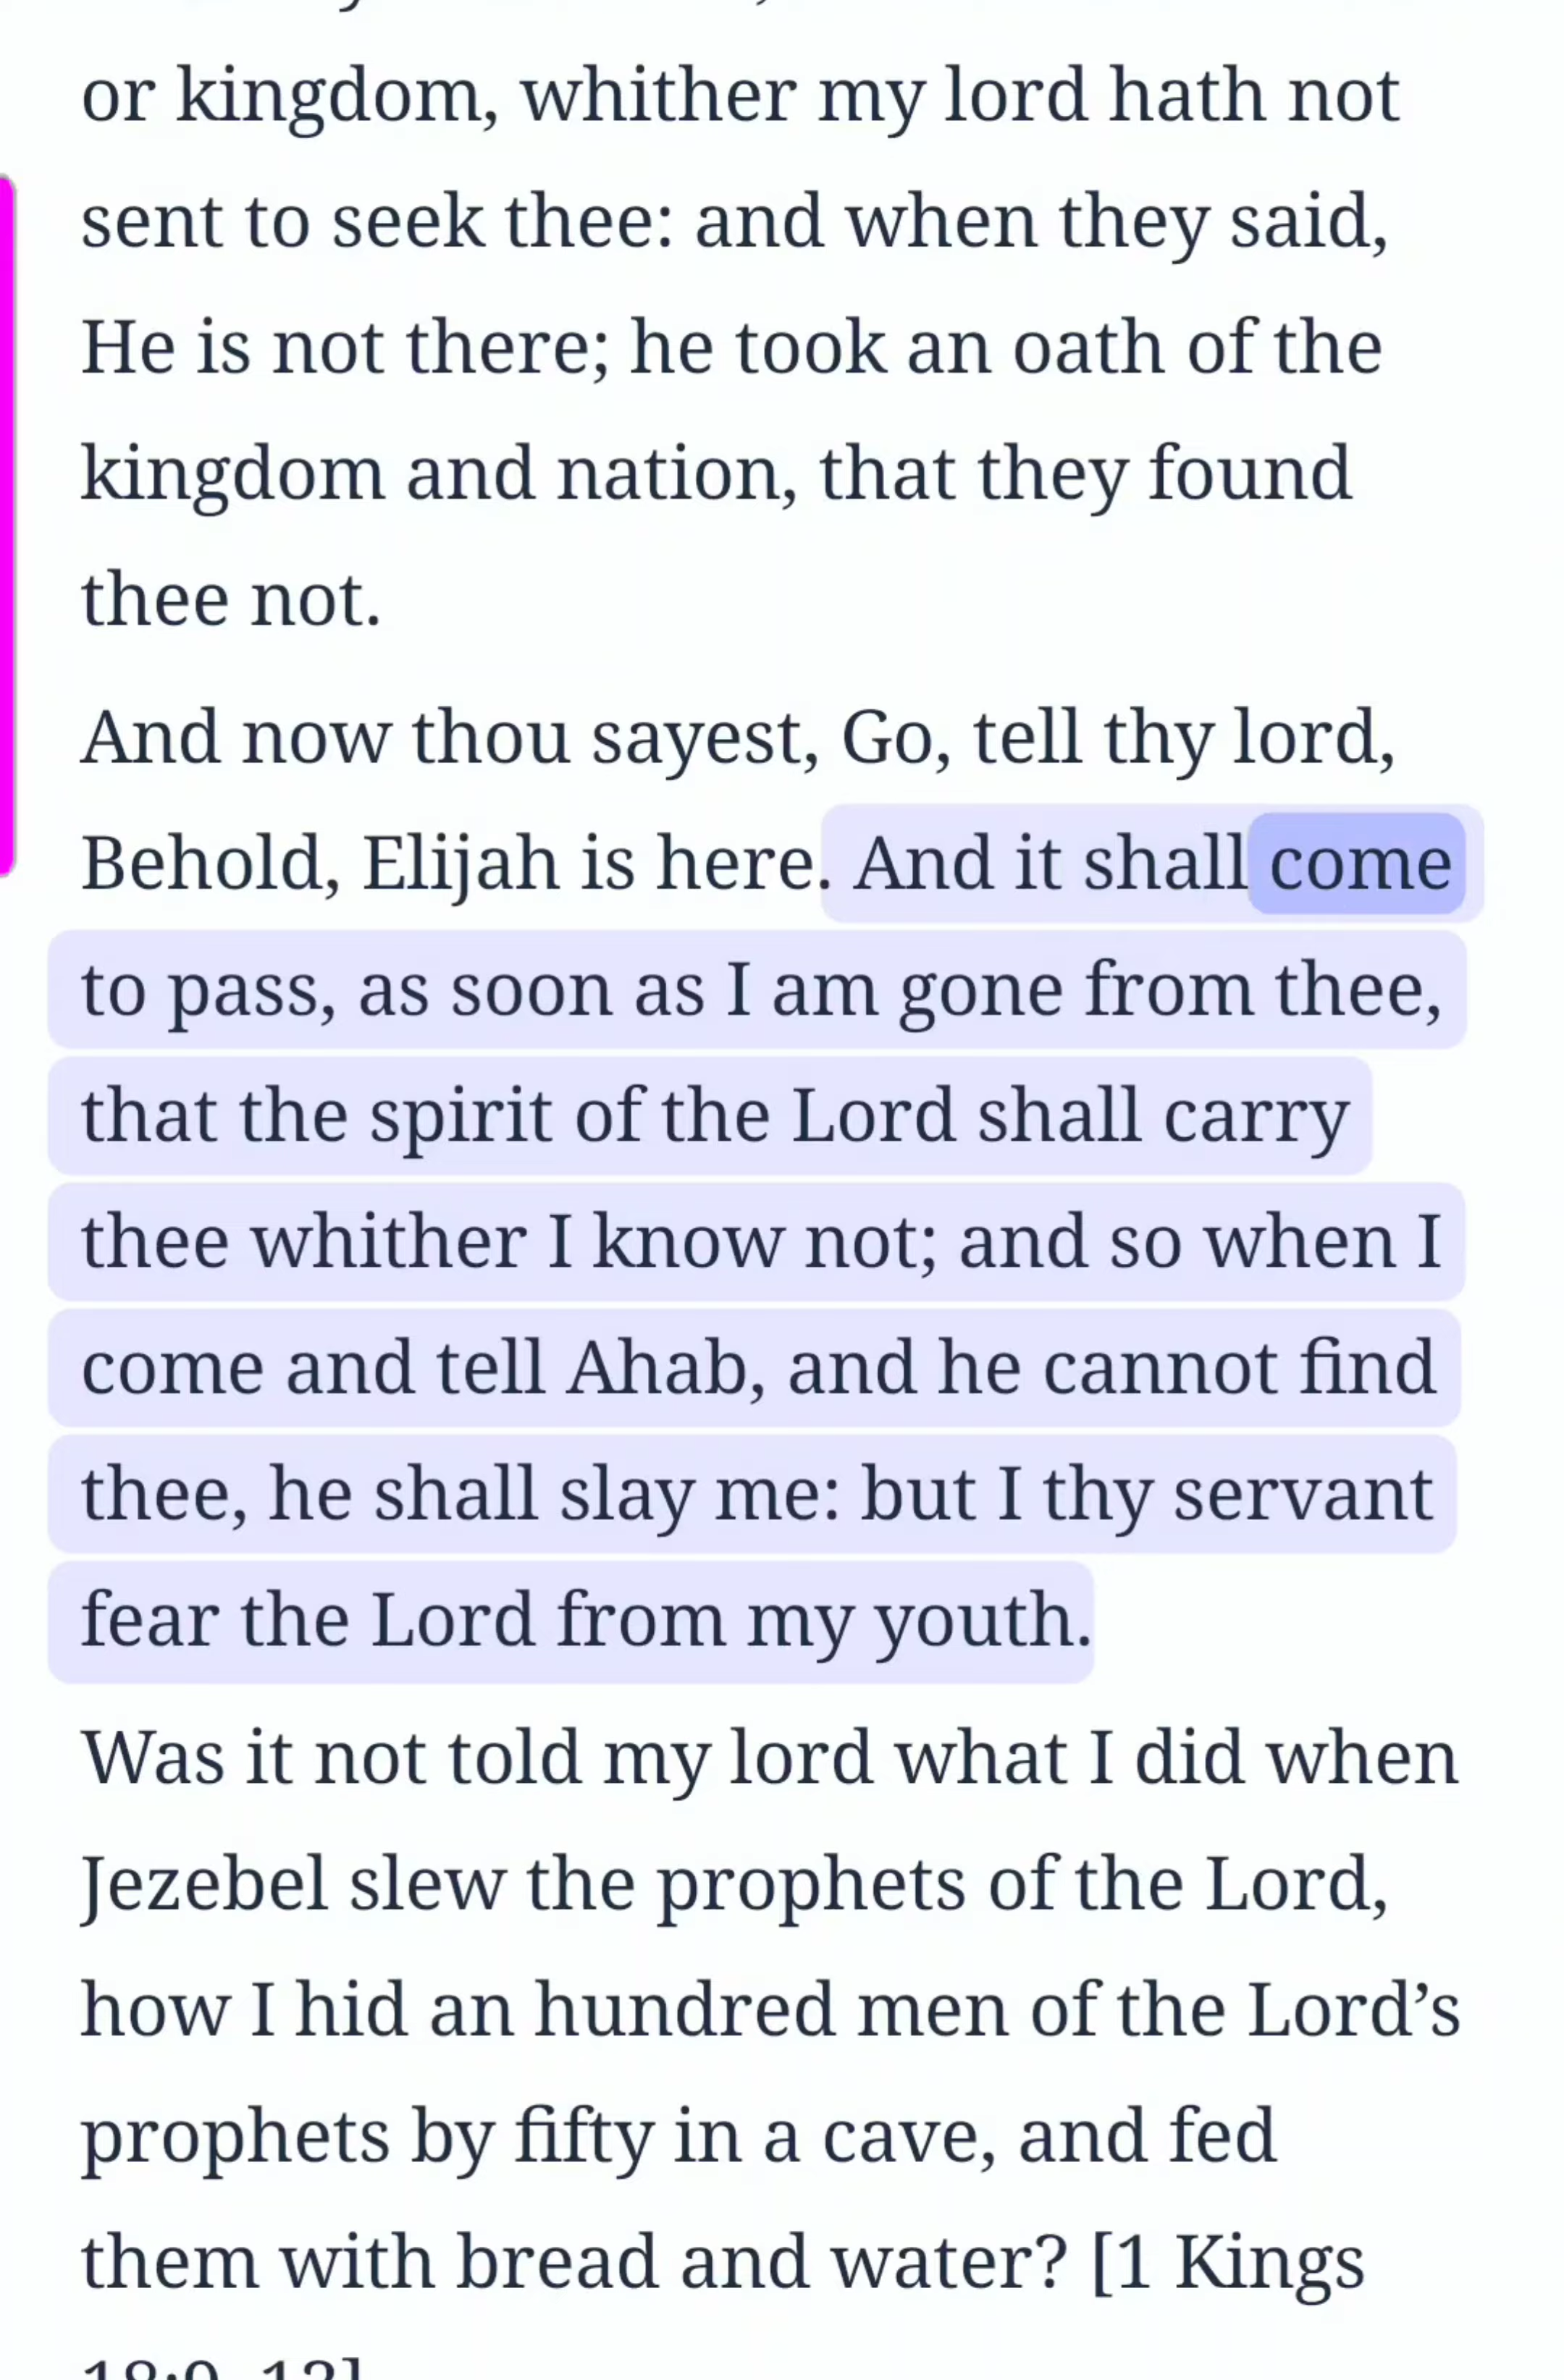 or kingdom, whither my lord hath not
sent to seek thee: and when they said,
He is not there; he took an oath of the
kingdom and nation, that they found
thee not.
And now thou sayest, Go, tell thy lord,
Behold, Elijah is here. And it shall come
to pass, as soon as I am gone from thee,
that the spirit of the Lord shall carry
thee whither I know not; and so when I
come and tell Ahab, and he cannot find
thee, he shall slay me: but I thy servant
fear the Lord from my youth.
Was it not told my lord what I did when
Jezebel slew the prophets of the Lord,
how I hid an hundred men of the Lord’s
prophets by fifty in a cave, and fed
them with bread and water? [1 Kings